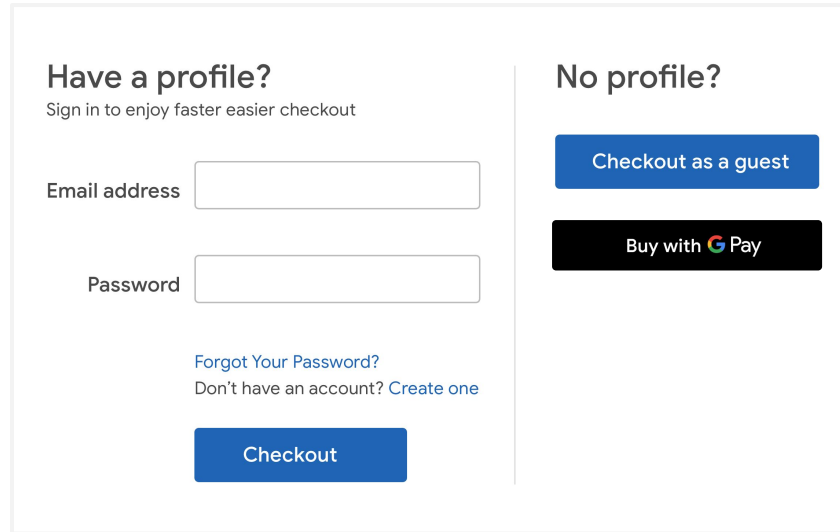 Have a profile?
Sign in to enjoy faster easier checkout
Email address
Password
Forgot Your Password?
Don’t have an account? Create one
Checkout
No profile?
Checkout as a guest
Buy with G Pay